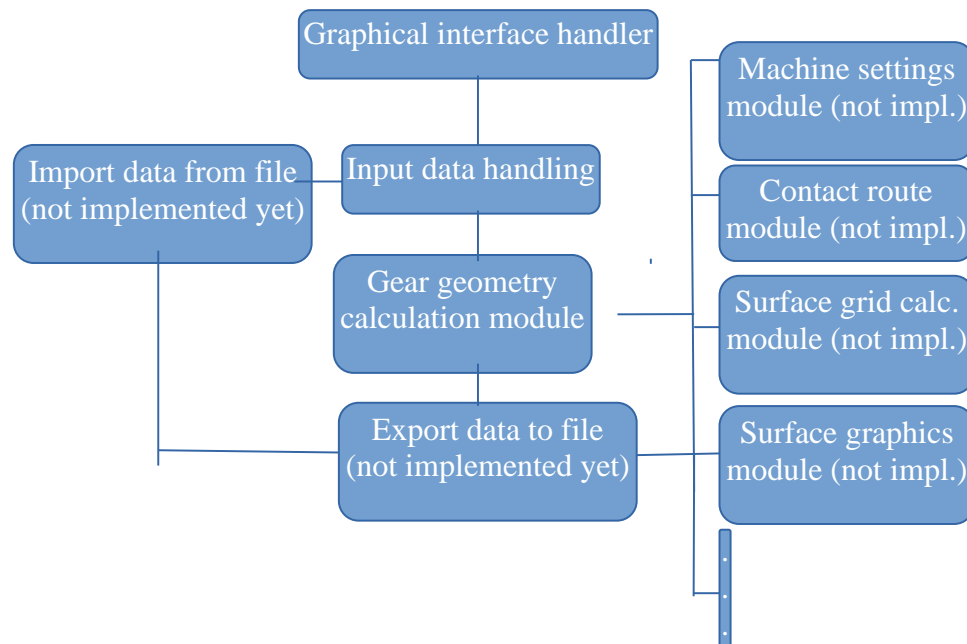 Graphical interface handler
Machine settings
module (not impl.)
Import data from file
(not implemented yet)
Input data handling
Contact route
module (not impl.)
Gear geometry
calculation module
Surface grid calc.
module (not impl.)
Export data to file
(not implemented yet)
Surface graphics
module (not impl.)
.
.
.